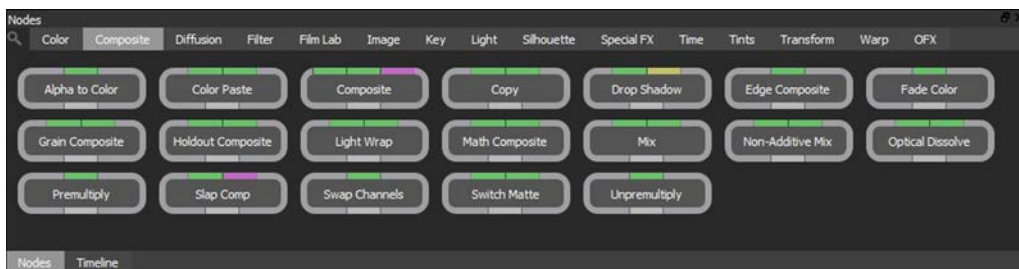 Nodes
Color Composite Diffusion Filter Film Lab Image Key Light Silhouette Special FX Time Tints Transform Warp OFX
Alpha to Color Color Paste Composite Copy Drop Shadow Edge Composite Fade Color
Grain Composite Holdout Composite Light Wrap Math Composite Mix Non-Additive Mix Optical Dissolve
Premultiply Slap Comp Swap Channels Switch Matte Unpremultiply
Nodes Timeline